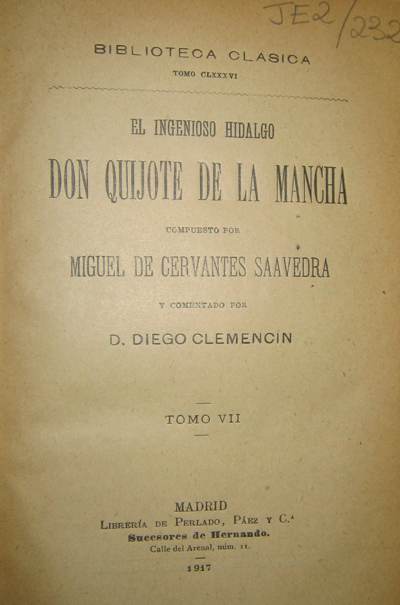 JE2/232
BIBLIOTECA CLÁSICA
TOMO CLXXXVI
EL INGENIOSO HIDALGO
DON QUIJOTE DE LA MANCHA
COMPUESTO POR
MIGUEL DE CERVANTES SAAVEDRA
Y COMENTADO POR
D. DIEGO CLEMENCÍN
TOMO VII
MADRID
LIBRERÍA DE PERLADO, PÁEZ Y C.ª
Sucesores de Hernando.
Calle del Arenal, núm. 11.
1917